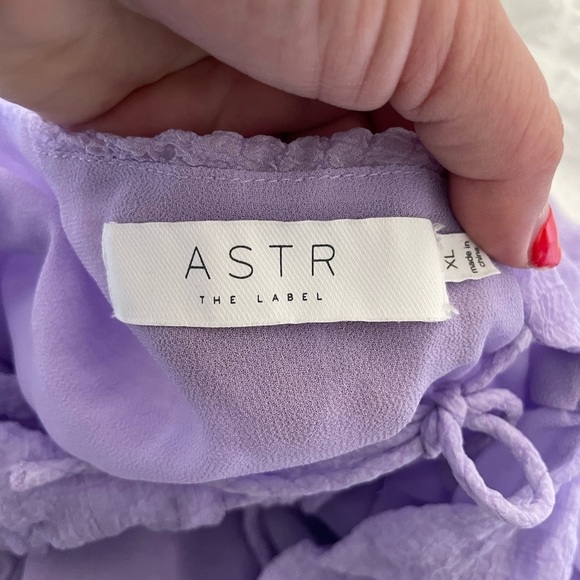 ASTR
THE LABEL
XL
made in
china